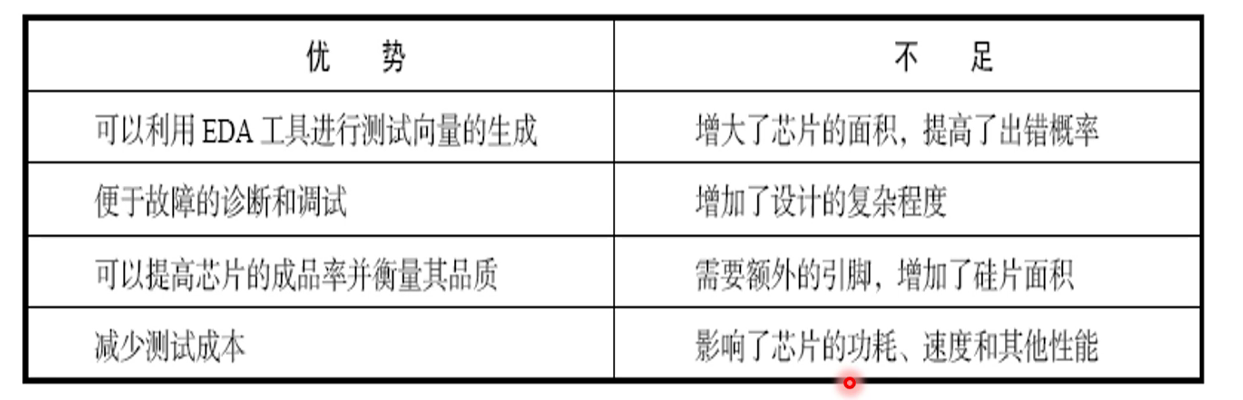 优 势 不 足
可以利用 EDA 工具进行测试向量的生成 增大了芯片的面积，提高了出错概率
便于故障的诊断和调试 增加了设计的复杂程度
可以提高芯片的成品率并衡量其品质 需要额外的引脚，增加了硅片面积
减少测试成本 影响了芯片的功耗、速度和其他性能